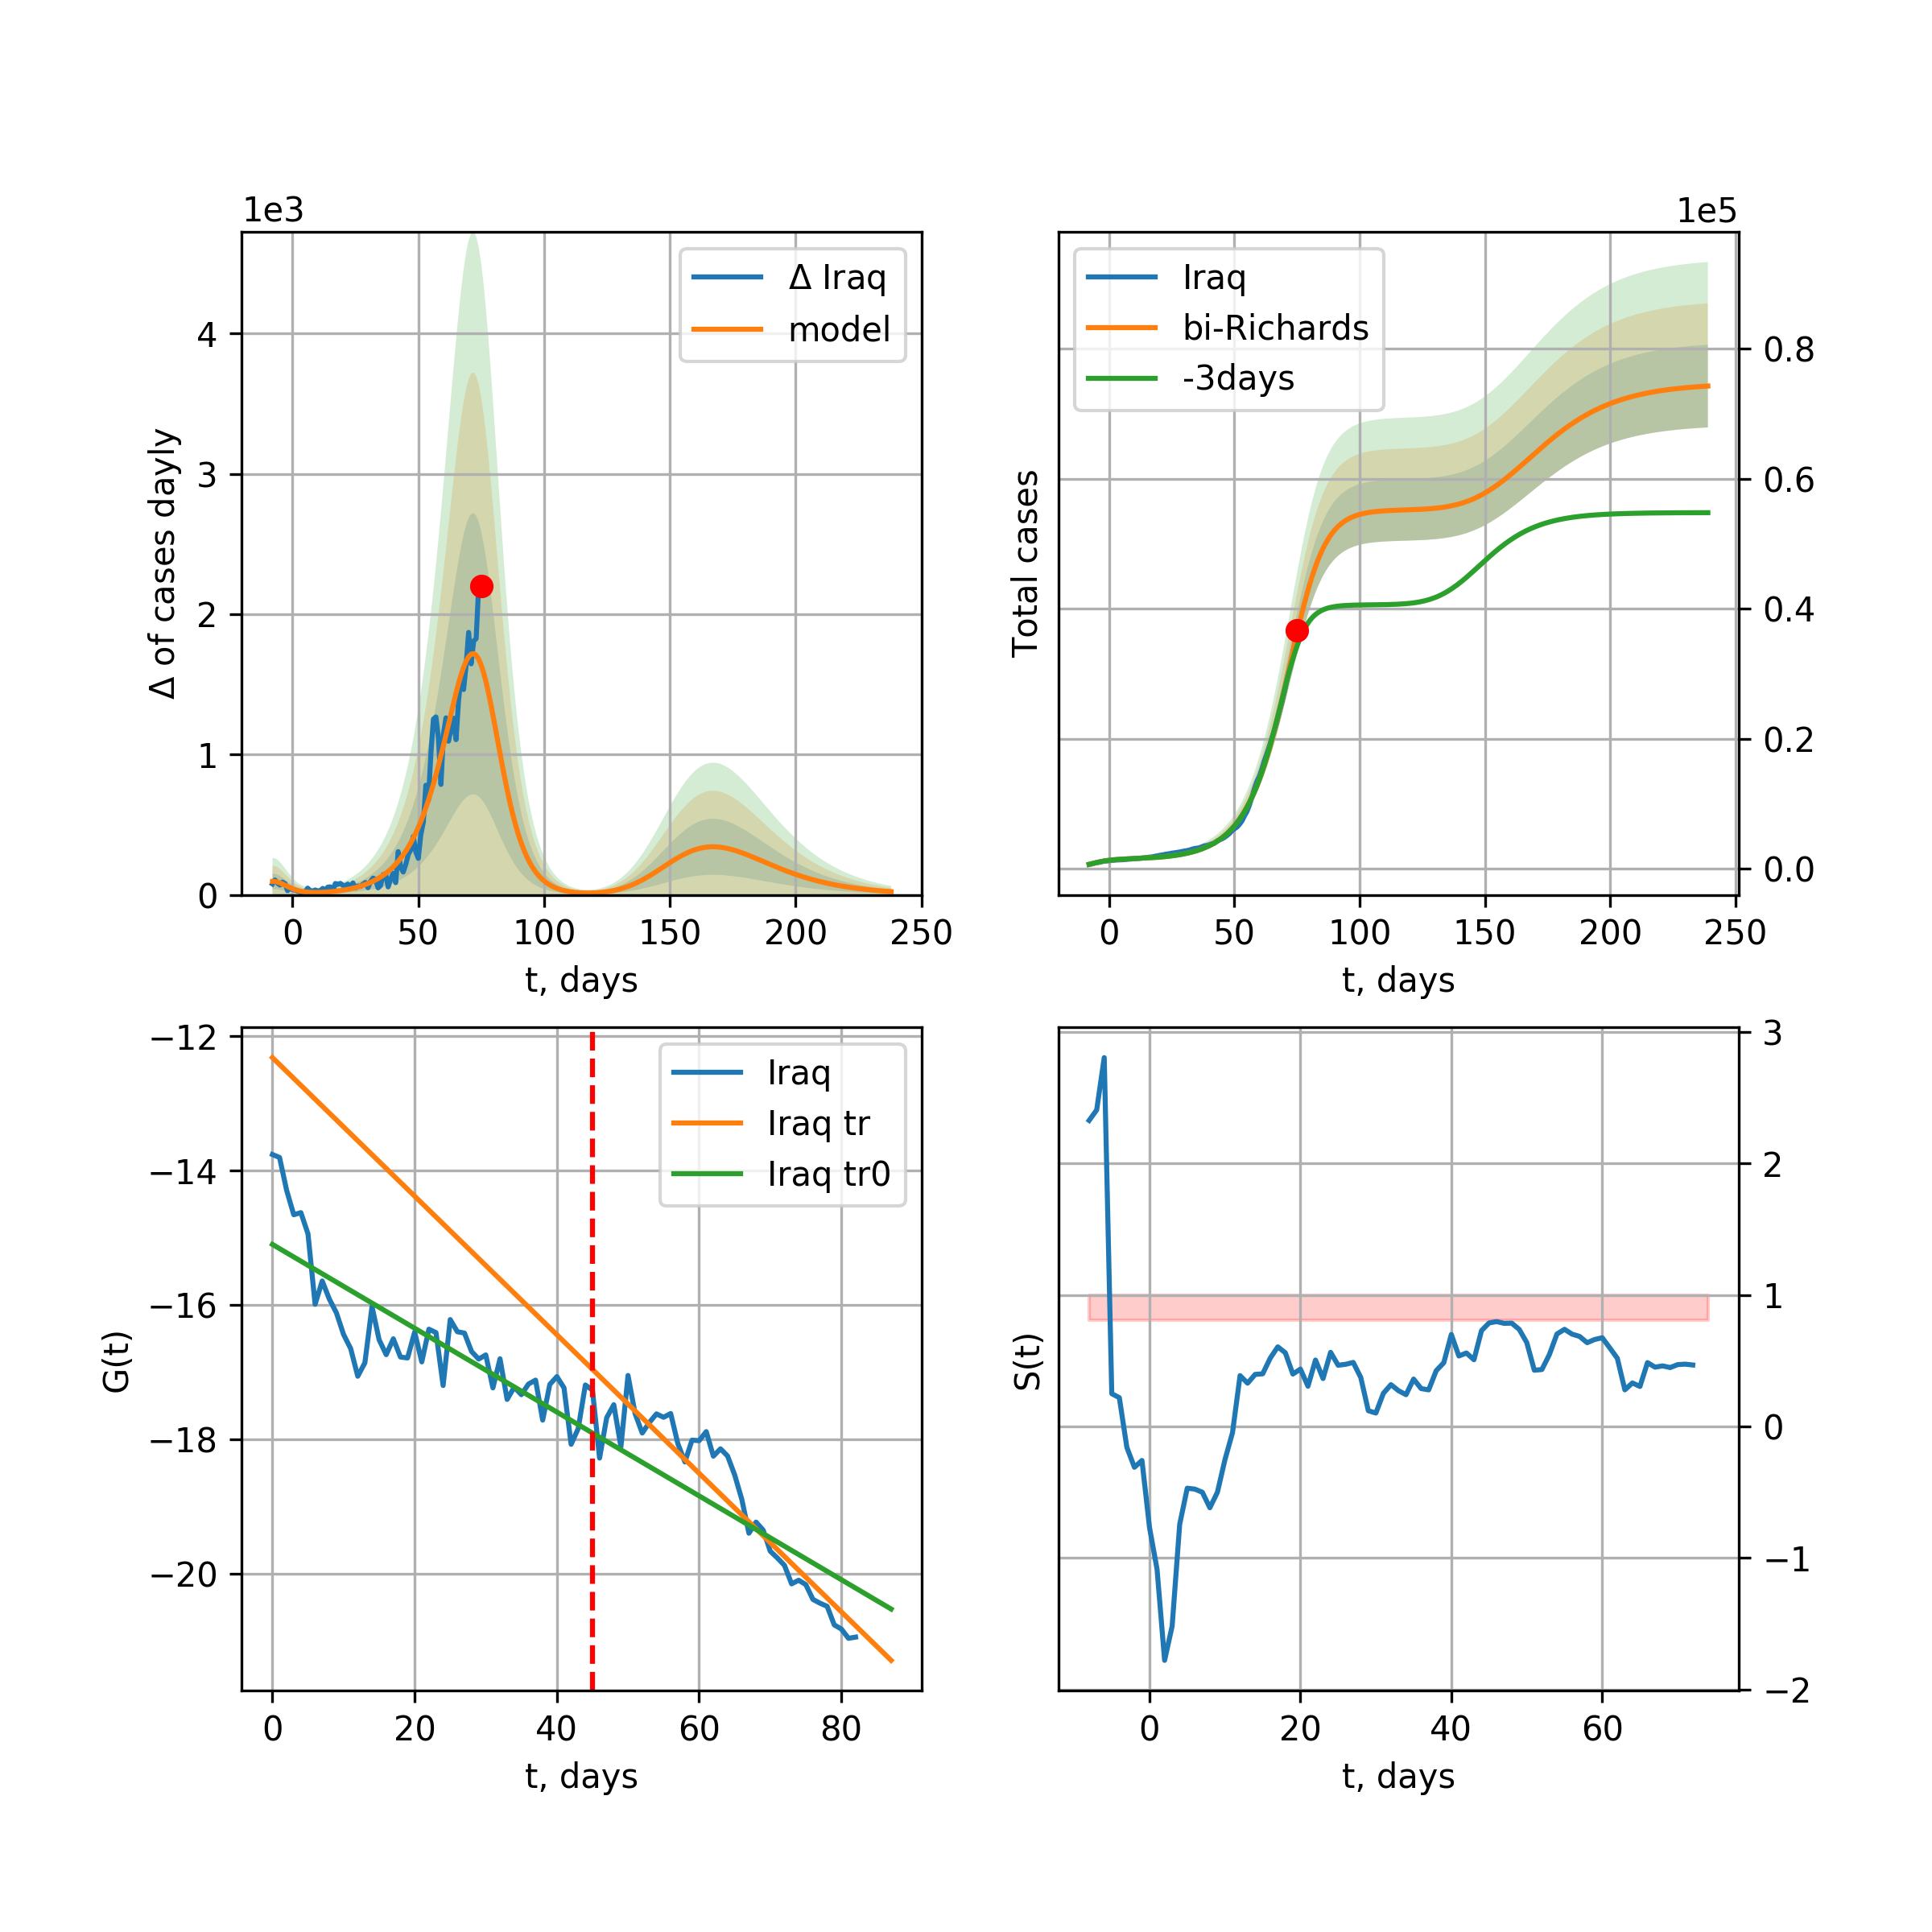 1e3
Δ of cases dayly
4
3
2
1
0
0 50 100 150 200 250
t, days
Δ Iraq
model
1e5
Total cases
0.8
0.6
0.4
0.2
0.0
0 50 100 150 200 250
t, days
Iraq
bi-Richards
-3days
G(t)
−12
−14
−16
−18
−20
0 20 40 60 80
t, days
Iraq
Iraq tr
Iraq tr0
S(t)
3
2
1
0
−1
−2
0 20 40 60
t, days